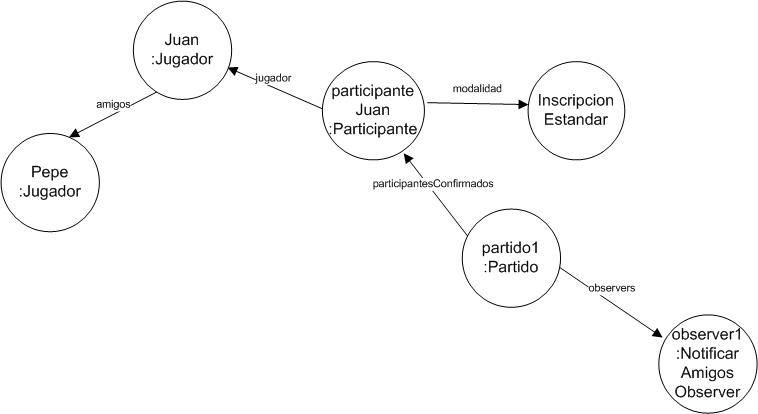 Juan
:Jugador
jugador
amigos
participante
Juan
:Participante
modalidad
Inscripcion
Estandar
Pepe
:Jugador
participantesConfirmados
partido1
:Partido
observers
observer1
:Notificar
Amigos
Observer